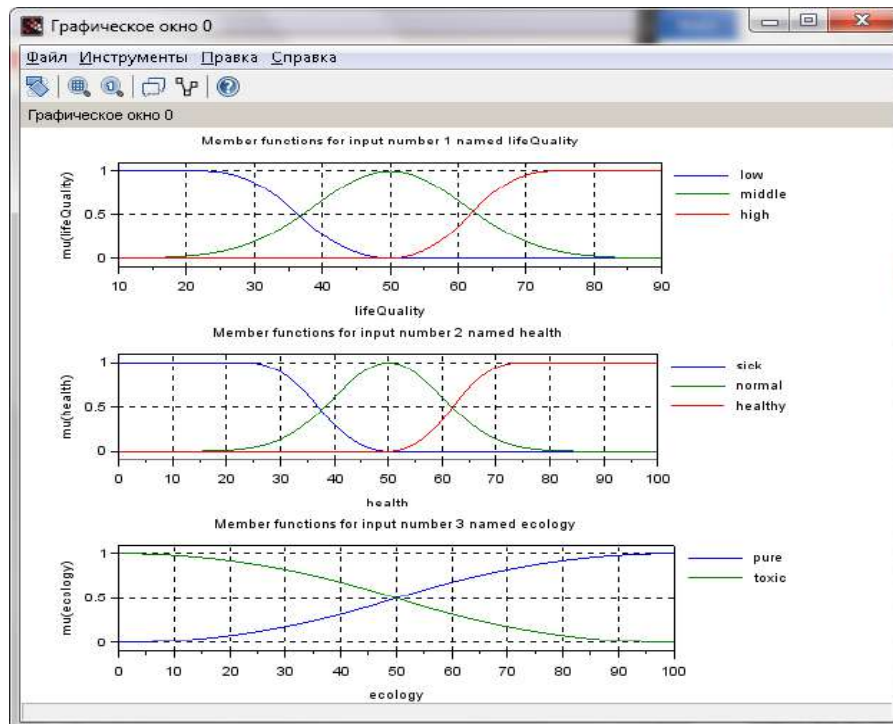 Графическое окно 0
Файл Инструменты Правка Справка
Графическое окно 0
Member functions for input number 1 named lifeQuality
mu(lifeQuality)
1
0.5
0
10 20 30 40 50 60 70 80 90
lifeQuality
low
middle
high
Member functions for input number 2 named health
mu(health)
1
0.5
0
0 10 20 30 40 50 60 70 80 90 100
health
sick
normal
healthy
Member functions for input number 3 named ecology
mu(ecology)
1
0.5
0
0 10 20 30 40 50 60 70 80 90 100
ecology
pure
toxic